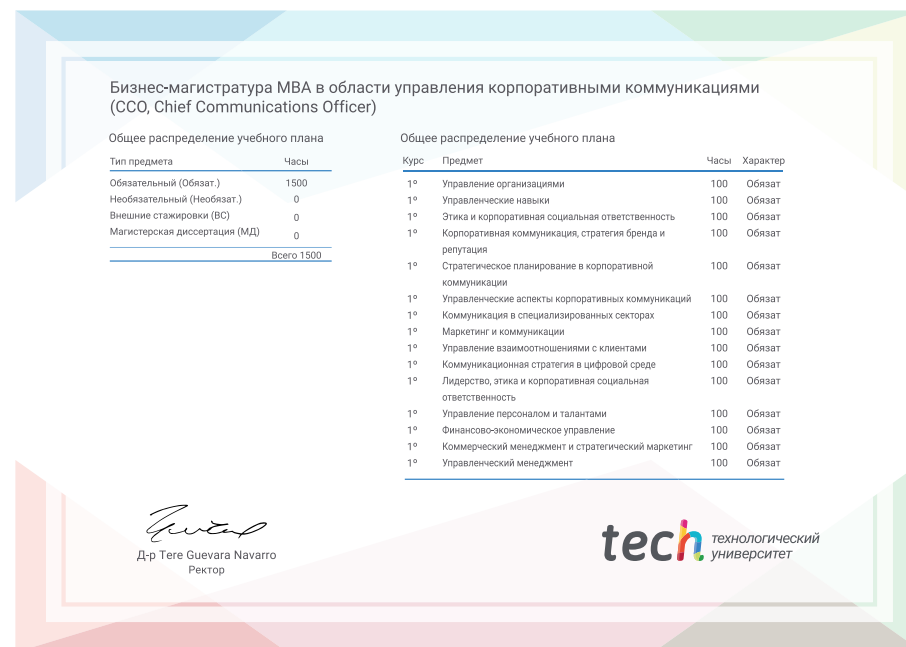 Бизнес-магистратура MBA в области управления корпоративными коммуникациями
(CCO, Chief Communications Officer)
Общее распределение учебного плана
Тип предмета Часы
Обязательный (Обязат.) 1500
Необязательный (Необязат.) 0
Внешние стажировки (ВС) 0
Магистерская диссертация (МД) 0
Всего 1500
Общее распределение учебного плана
Курс Предмет Часы Характер
1º Управление организациями 100 Обязат
1º Управленческие навыки 100 Обязат
1º Этика и корпоративная социальная ответственность 100 Обязат
1º Корпоративная коммуникация, стратегия бренда и 100 Обязат
репутация
1º Стратегическое планирование в корпоративной 100 Обязат
коммуникации
1º Управленческие аспекты корпоративных коммуникаций 100 Обязат
1º Коммуникация в специализированных секторах 100 Обязат
1º Маркетинг и коммуникации 100 Обязат
1º Управление взаимоотношениями с клиентами 100 Обязат
1º Коммуникационная стратегия в цифровой среде 100 Обязат
1º Лидерство, этика и корпоративная социальная 100 Обязат
ответственность
1º Управление персоналом и талантами 100 Обязат
1º Финансово-экономическое управление 100 Обязат
1º Коммерческий менеджмент и стратегический маркетинг 100 Обязат
1º Управленческий менеджмент 100 Обязат
Д-р Tere Guevara Navarro
Ректор
tech технологический
университет